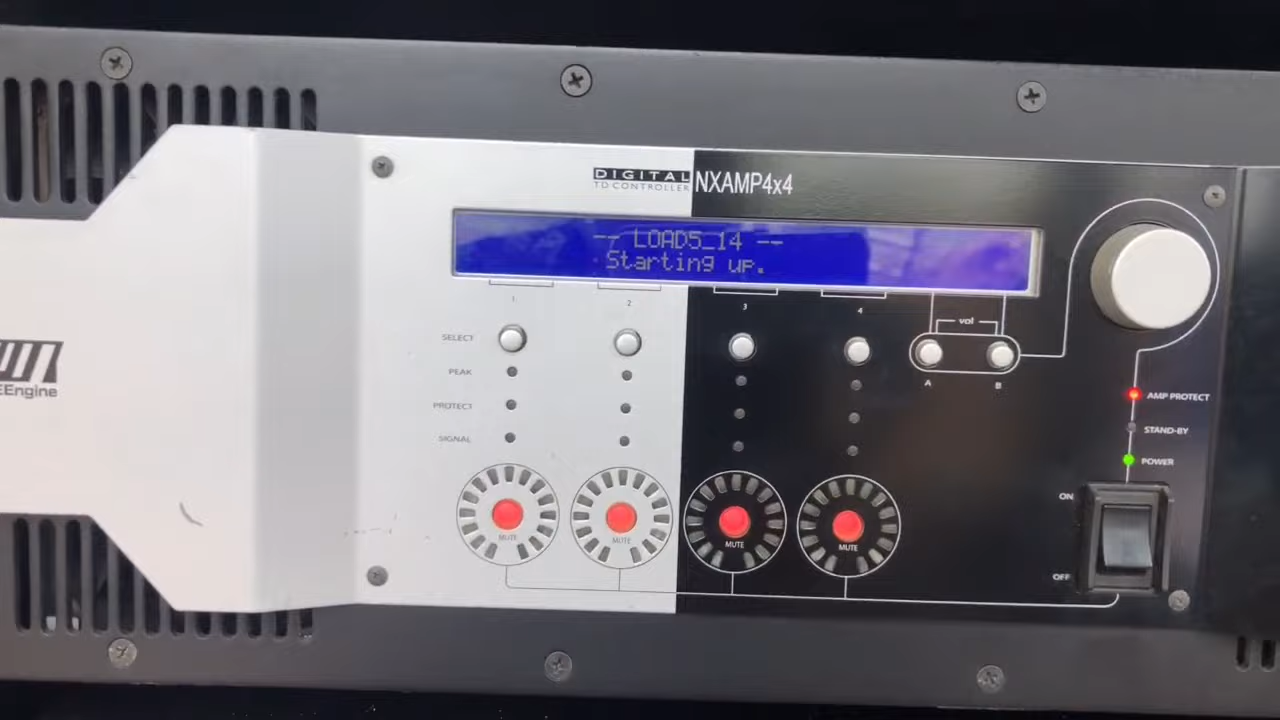 DIGITAL
TD CONTROLLER
NXAMP4x4
-- LOAD5_14 --
Starting up.
1 2 3 4
vol
SELECT
A B
PEAK
AMP PROTECT
PROTECT
STAND-BY
SIGNAL
POWER
EEngine
ON
MUTE MUTE MUTE MUTE
OFF